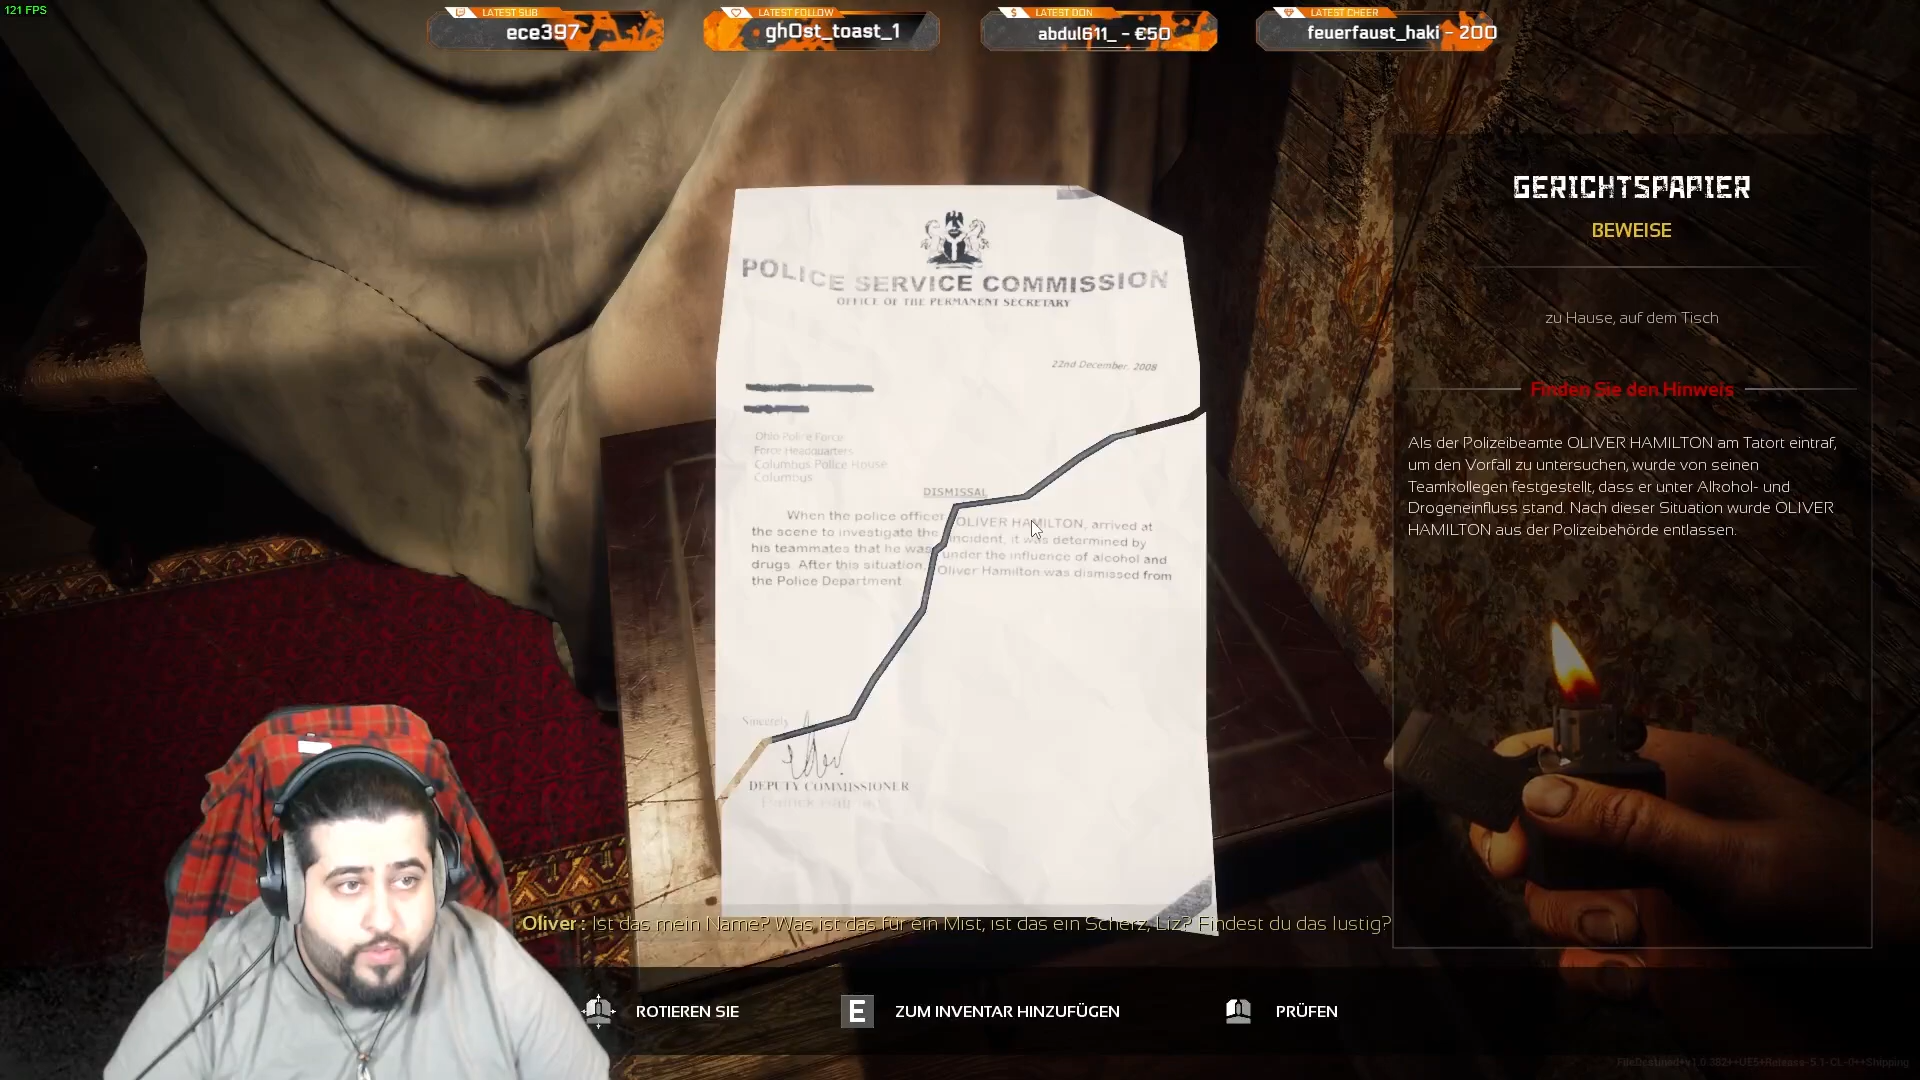 121 FPS
LATEST SUB
ece397
LATEST FOLLOW
gh0st_toast_1
LATEST DON
abdul611_ - €50
LATEST CHEER
feuerfaust_haki - 200
POLICE SERVICE COMMISSION
OFFICE OF THE PERMANENT SECRETARY
22nd December, 2008
Ohio Police Force
Force Headquarters
Columbus Police House
Columbus
DISMISSAL
When the police officer OLIVER HAMILTON, arrived at
the scene to investigate the incident, it was determined by
his teammates that he was under the influence of alcohol and
drugs. After this situation, Oliver Hamilton was dismissed from
the Police Department
Sincerely
DEPUTY COMMISSIONER
GERICHTSPAPIER
BEWEISE
zu Hause, auf dem Tisch
Finden Sie den Hinweis
Als der Polizeibeamte OLIVER HAMILTON am Tatort eintraf,
um den Vorfall zu untersuchen, wurde von seinen
Teamkollegen festgestellt, dass er unter Alkohol- und
Drogeneinfluss stand. Nach dieser Situation wurde OLIVER
HAMILTON aus der Polizeibehörde entlassen.
Oliver: Ist das mein Name? Was ist das für ein Mist, ist das ein Scherz, Liz? Findest du das lustig?
ROTIEREN SIE
E ZUM INVENTAR HINZUFÜGEN
PRÜFEN